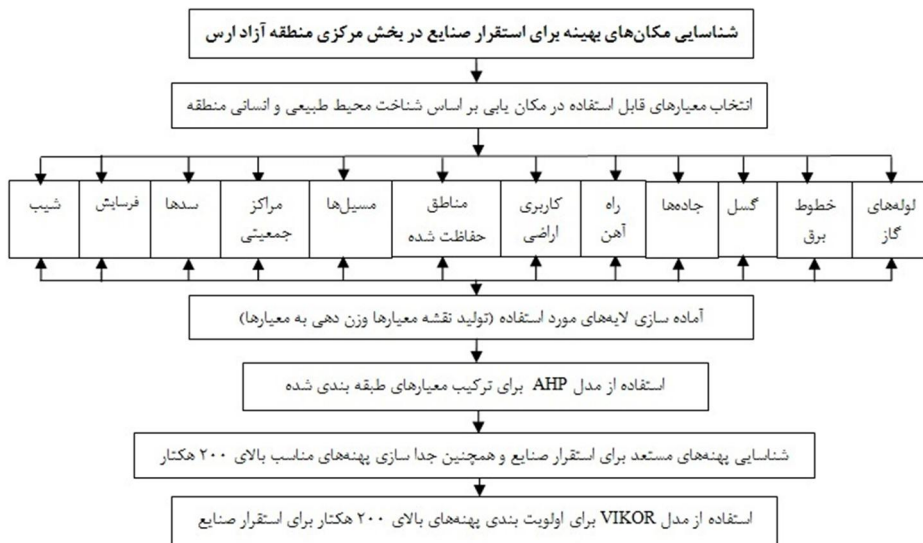 شناسایی مکان‌های بهینه برای استقرار صنایع در بخش مرکزی منطقه آزاد ارس
انتخاب معیارهای قابل استفاده در مکان یابی بر اساس شناخت محیط طبیعی و انسانی منطقه
لوله‌های
گاز
خطوط
برق
گسل
جاده‌ها
راه
آهن
کاربری
اراضی
مناطق
حفاظت شده
مسیل‌ها
مراکز
جمعیتی
سدها
فرسایش
شیب
آماده سازی لایه‌های مورد استفاده (تولید نقشه معیارها وزن دهی به معیارها)
استفاده از مدل AHP برای ترکیب معیارهای طبقه بندی شده
شناسایی پهنه‌های مستعد برای استقرار صنایع و همچنین جدا سازی پهنه‌های مناسب بالای ۲۰۰ هکتار
استفاده از مدل VIKOR برای اولویت بندی پهنه‌های بالای ۲۰۰ هکتار برای استقرار صنایع